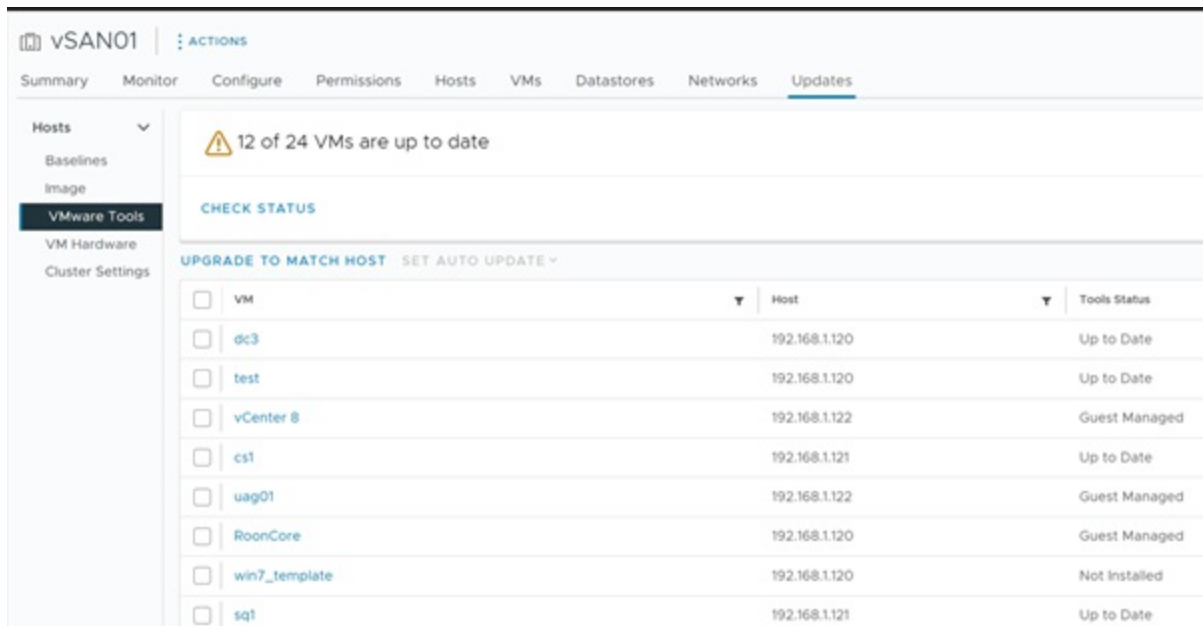 vSAN01 ACTIONS
Summary Monitor Configure Permissions Hosts VMs Datastores Networks Updates
Hosts
Baselines
Image
VMware Tools
VM Hardware
Cluster Settings
12 of 24 VMs are up to date
CHECK STATUS
UPGRADE TO MATCH HOST SET AUTO UPDATE
VM Host Tools Status
dc3 192.168.1.120 Up to Date
test 192.168.1.120 Up to Date
vCenter 8 192.168.1.122 Guest Managed
cs1 192.168.1.121 Up to Date
uag01 192.168.1.122 Guest Managed
RoonCore 192.168.1.120 Guest Managed
win7_template 192.168.1.120 Not Installed
sq1 192.168.1.121 Up to Date